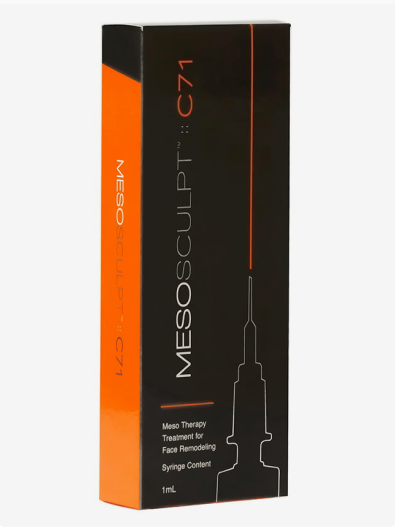 MESOSCULPT™ :: C71
MESOSCULPT™ :: C71
Meso Therapy
Treatment for
Face Remodeling
Syringe Content
1mL